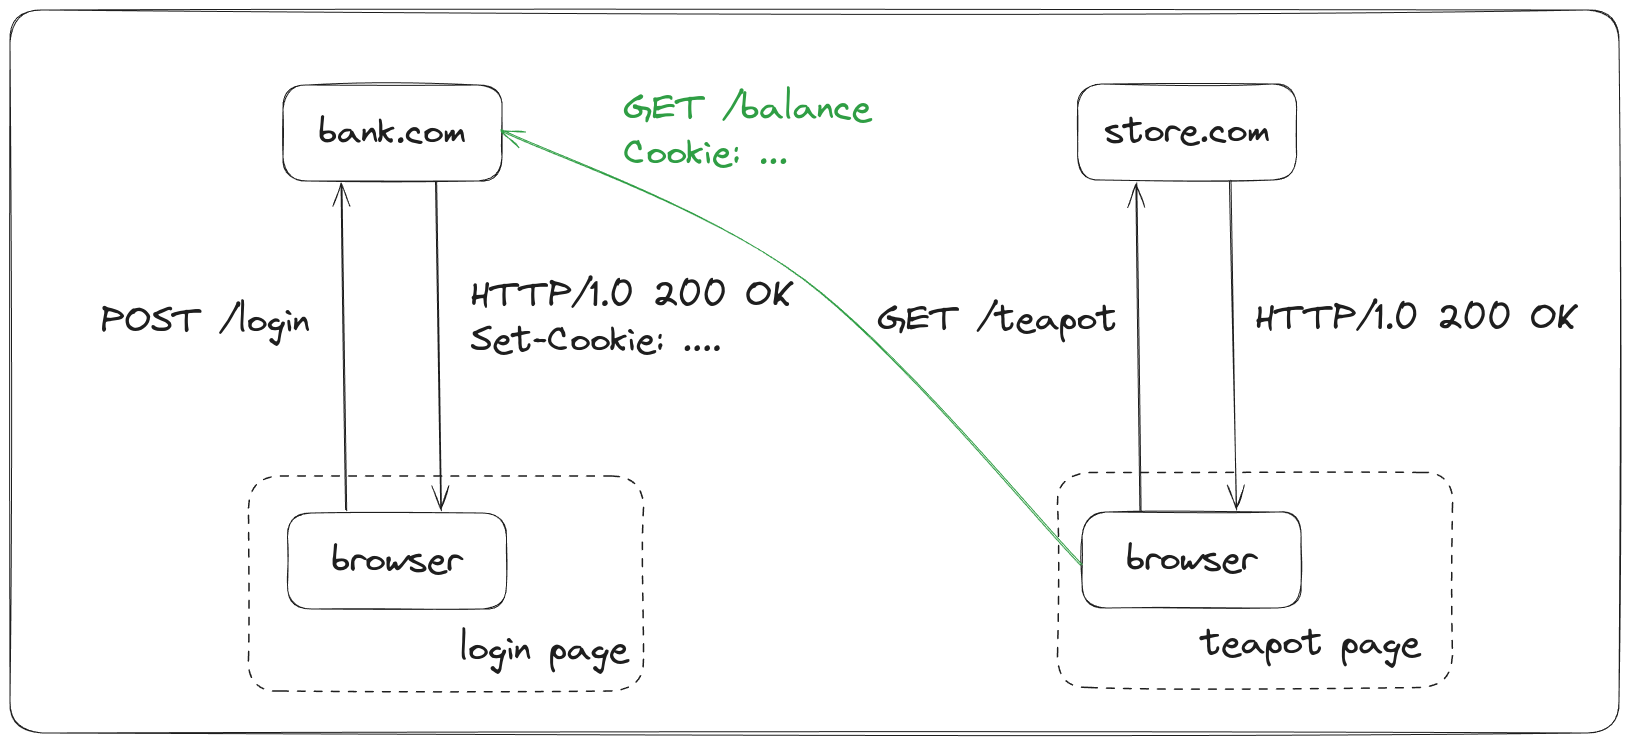 bank.com
GET /balance
Cookie: ...
store.com
POST /login
HTTP/1.0 200 OK
Set-Cookie: ....
GET /teapot
HTTP/1.0 200 OK
browser
login page
browser
teapot page